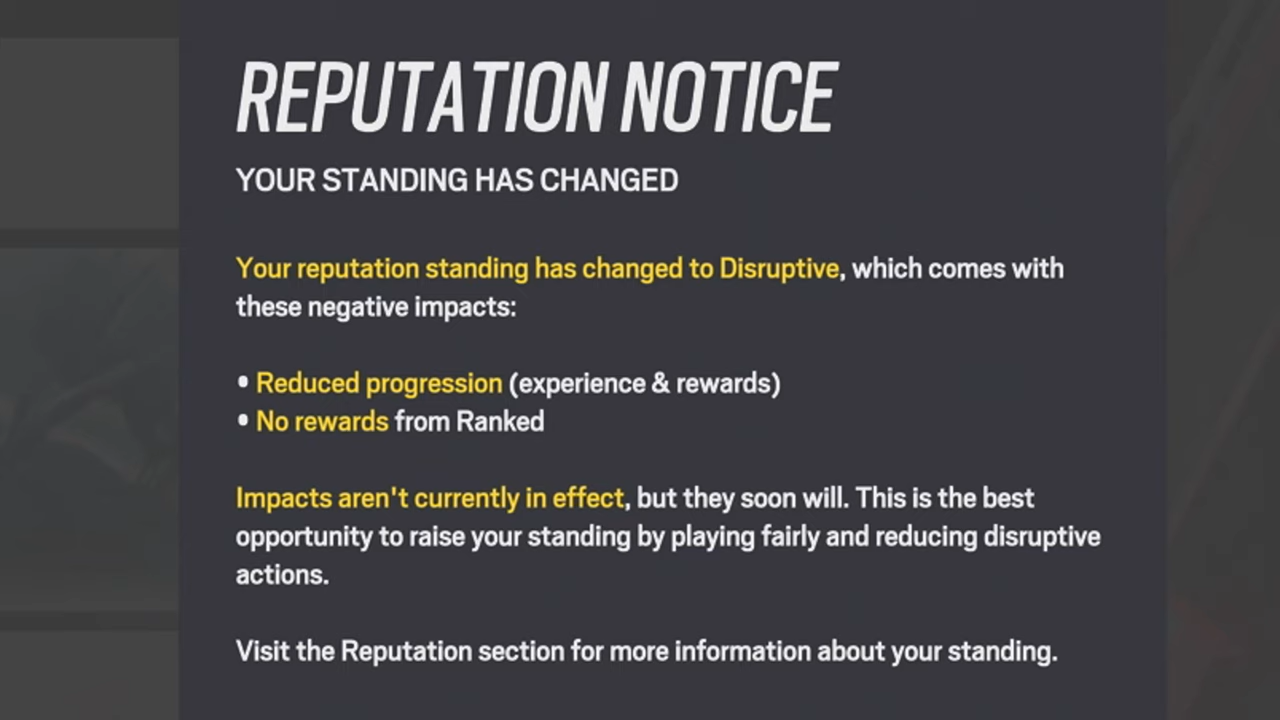 REPUTATION NOTICE
YOUR STANDING HAS CHANGED
Your reputation standing has changed to Disruptive, which comes with
these negative impacts:
• Reduced progression (experience & rewards)
• No rewards from Ranked
Impacts aren't currently in effect, but they soon will. This is the best
opportunity to raise your standing by playing fairly and reducing disruptive
actions.
Visit the Reputation section for more information about your standing.